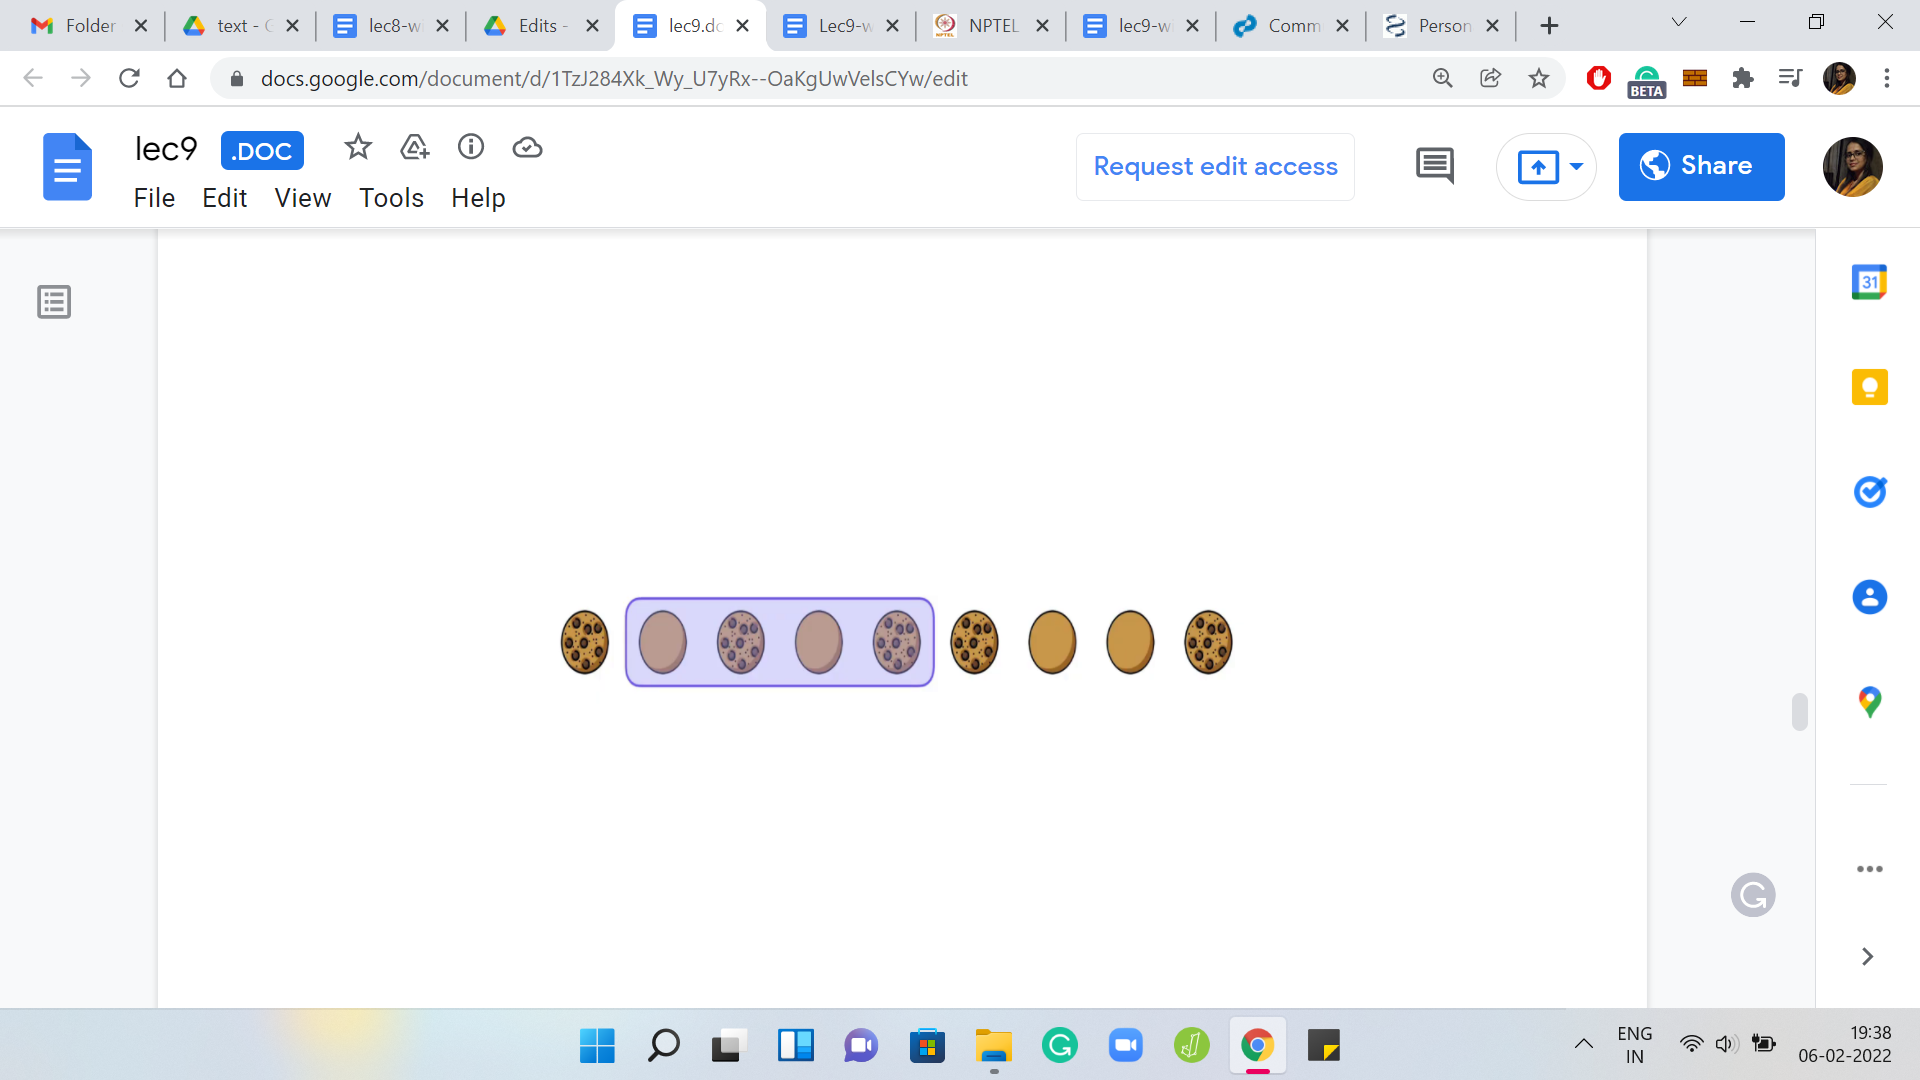 Folder
text - G
lec8-wi
Edits -
lec9.dc
Lec9-w
NPTEL
lec9-wi
Comm
Person
docs.google.com/document/d/1TzJ284Xk_Wy_U7yRx--OaKgUwVelsCYw/edit
BETA
lec9 .DOC
Request edit access
Share
File Edit View Tools Help
31
ENG
IN
19:38
06-02-2022